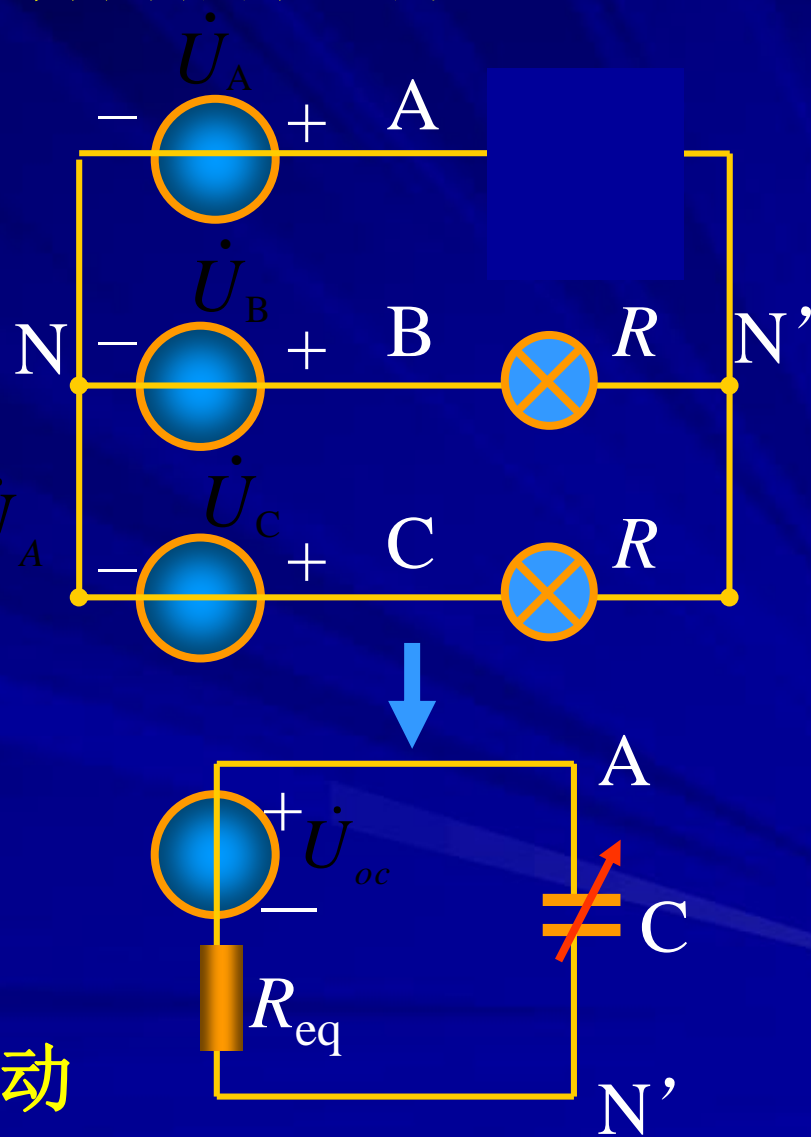 U̇A
− + A
U̇B
N − + B R N’
U̇C
A
− + C R
A
+ U̇oc
−
C
Req
动
N’